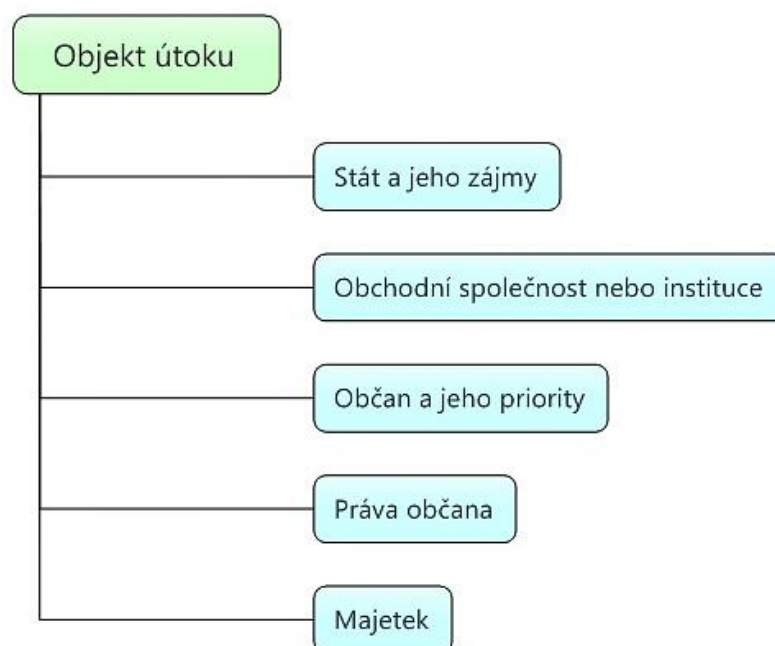 Objekt útoku
Stát a jeho zájmy
Obchodní společnost nebo instituce
Občan a jeho priority
Práva občana
Majetek